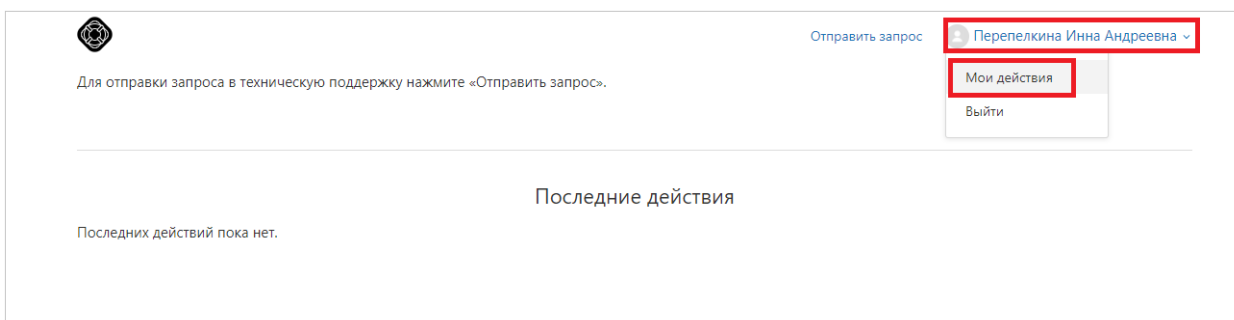 Отправить запрос
Перепелкина Инна Андреевна
Для отправки запроса в техническую поддержку нажмите «Отправить запрос».
Мои действия
Выйти
Последние действия
Последних действий пока нет.